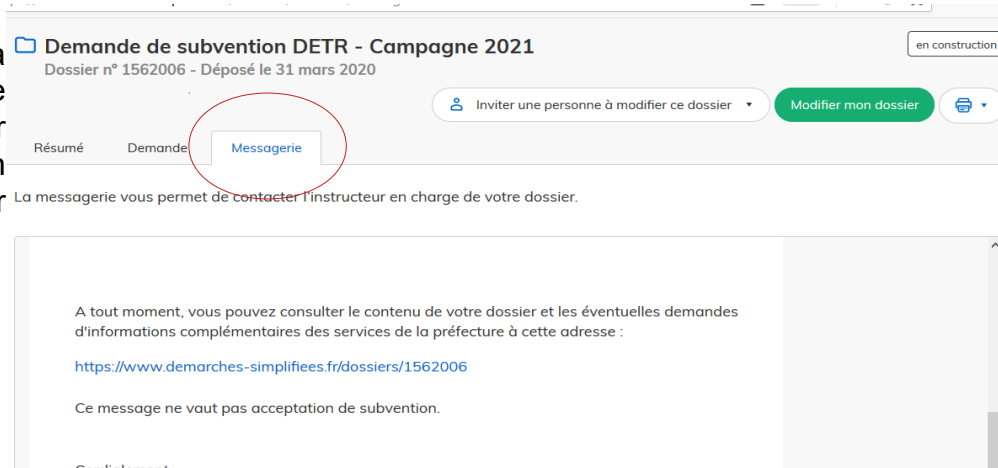 Demande de subvention DETR - Campagne 2021
en construction
Dossier n° 1562006 - Déposé le 31 mars 2020
Inviter une personne à modifier ce dossier
Modifier mon dossier
Résumé Demande Messagerie
La messagerie vous permet de contacter l'instructeur en charge de votre dossier.
A tout moment, vous pouvez consulter le contenu de votre dossier et les éventuelles demandes
d'informations complémentaires des services de la préfecture à cette adresse :
https://www.demarches-simplifiees.fr/dossiers/1562006
Ce message ne vaut pas acceptation de subvention.